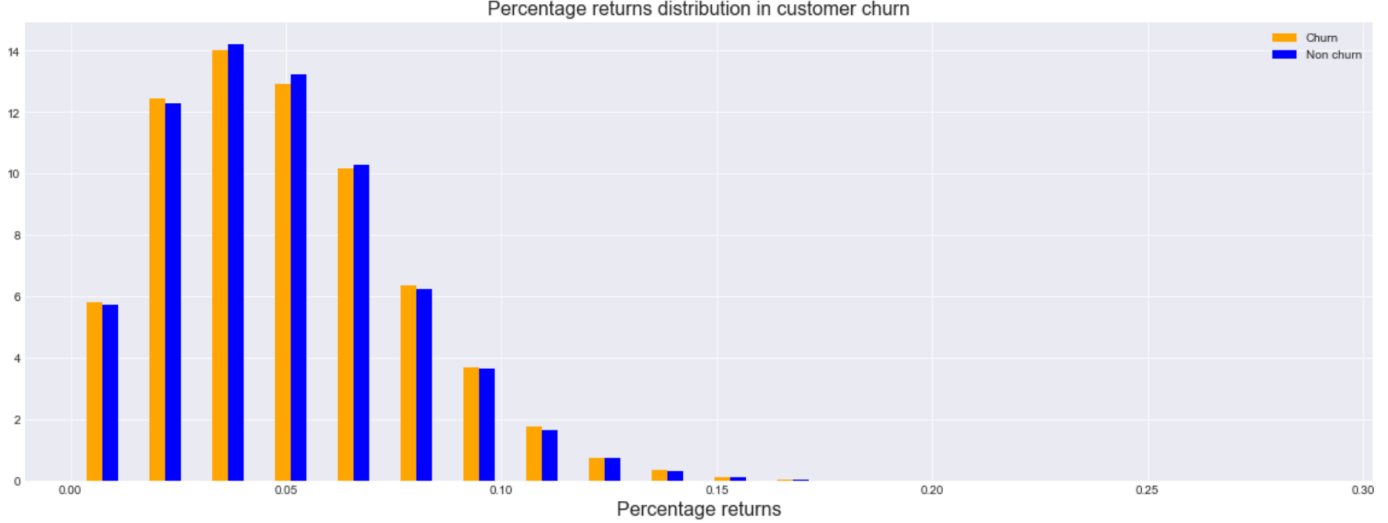 Percentage returns distribution in customer churn
Churn
Non churn
14
12
10
8
6
4
2
0
0.00 0.05 0.10 0.15 0.20 0.25 0.30
Percentage returns